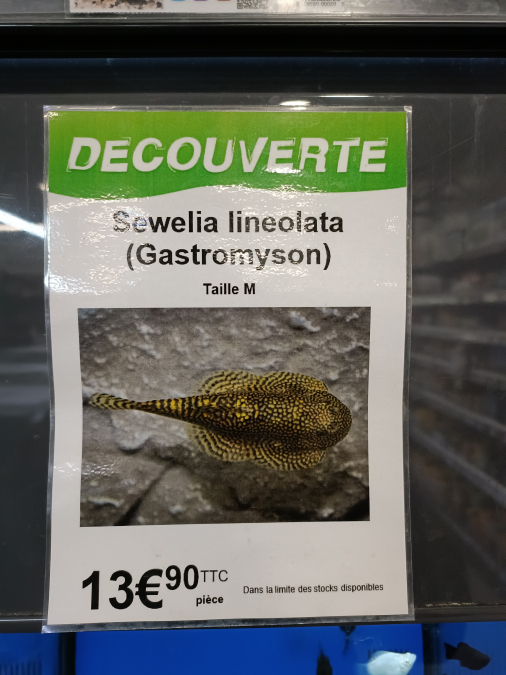 DECOUVERTE
Sewelia lineolata
(Gastromyson)
Taille M
13€90 TTC
pièce
Dans la limite des stocks disponibles